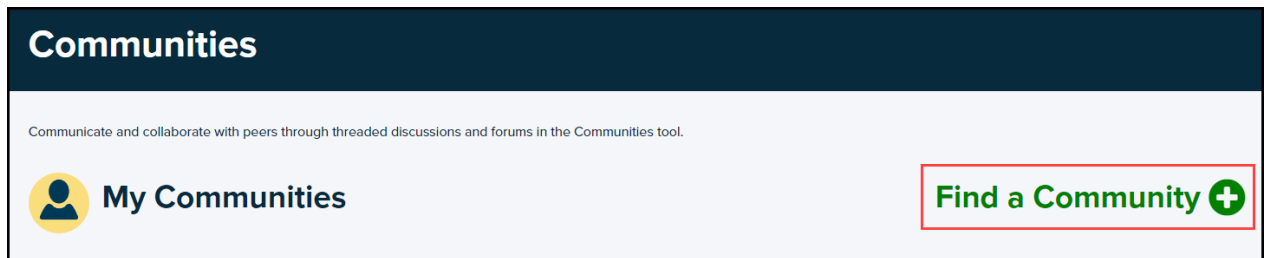 Communities
Communicate and collaborate with peers through threaded discussions and forums in the Communities tool.
My Communities
Find a Community